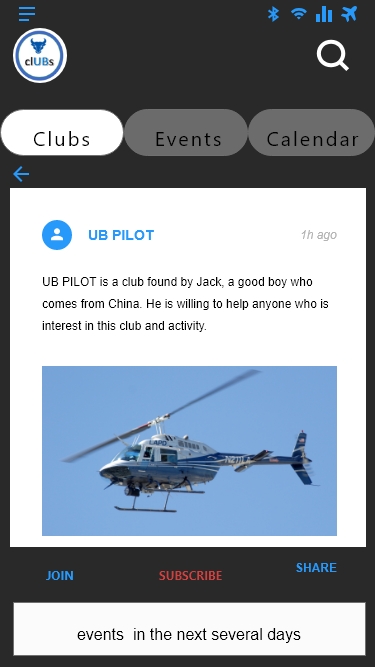 clUBs
Clubs Events Calendar
UB PILOT 1h ago
UB PILOT is a club found by Jack, a good boy who
comes from China. He is willing to help anyone who is
interest in this club and activity.
LAPD
JOIN SUBSCRIBE SHARE
events in the next several days